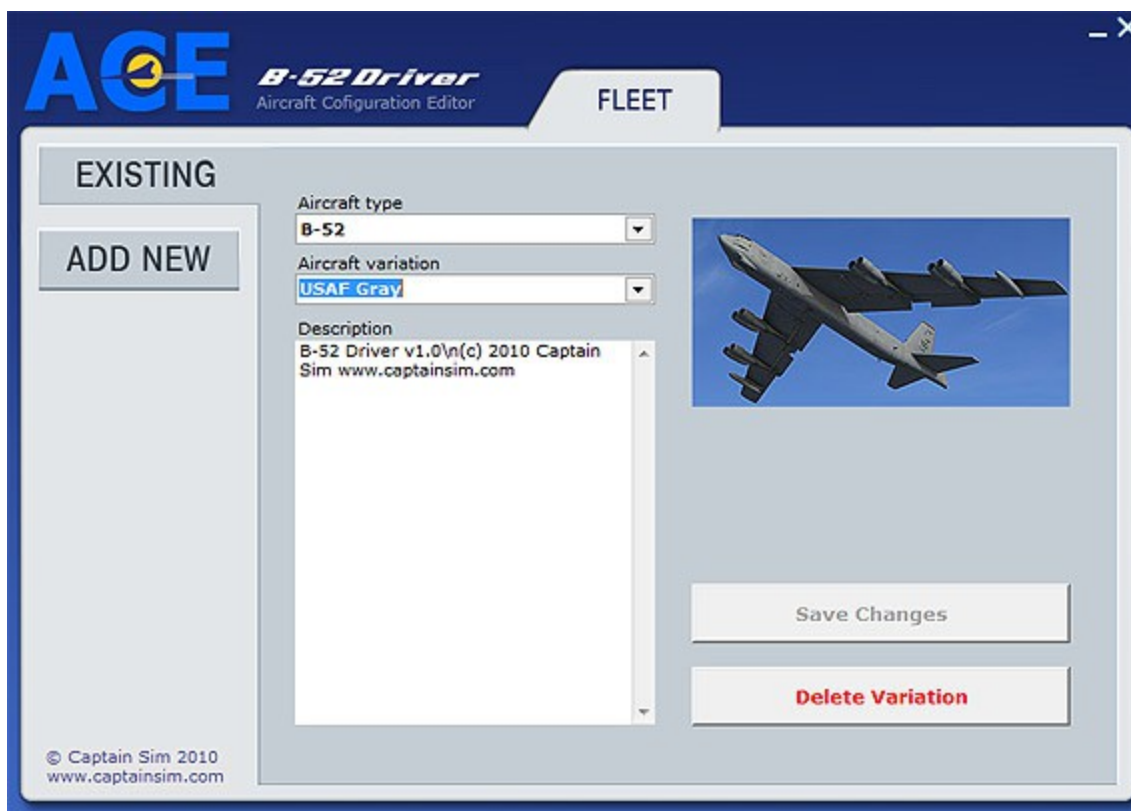 ACE
B-52 Driver
Aircraft Cofiguration Editor
FLEET
EXISTING
ADD NEW
Aircraft type
B-52
Aircraft variation
USAF Gray
Description
B-52 Driver v1.0\n(c) 2010 Captain
Sim www.captainsim.com
Save Changes
Delete Variation
© Captain Sim 2010
www.captainsim.com